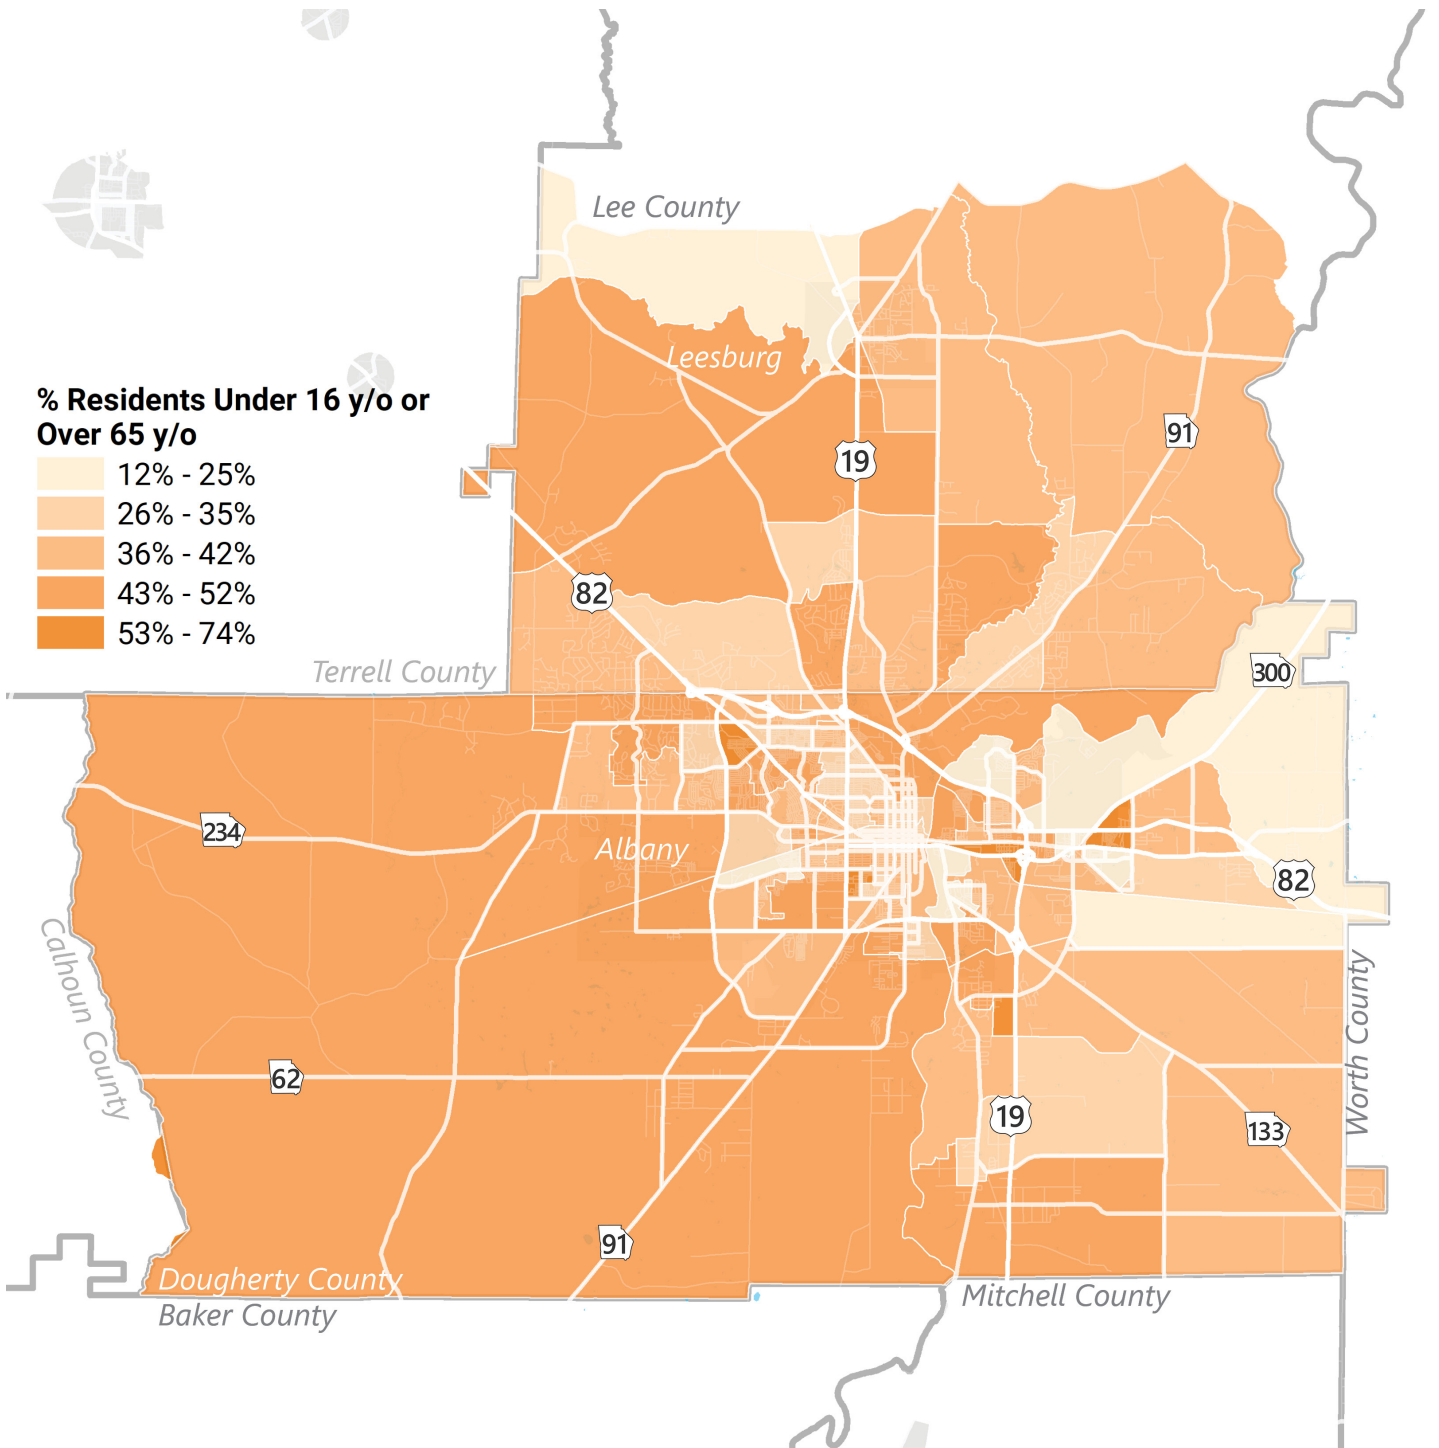 Lee County
Leesburg
% Residents Under 16 y/o or
Over 65 y/o
12% - 25%
26% - 35%
36% - 42%
43% - 52%
53% - 74%
91
19
82
Terrell County
300
234
Albany
82
Calhoun County
Worth County
62
19
133
91
Dougherty County
Baker County
Mitchell County